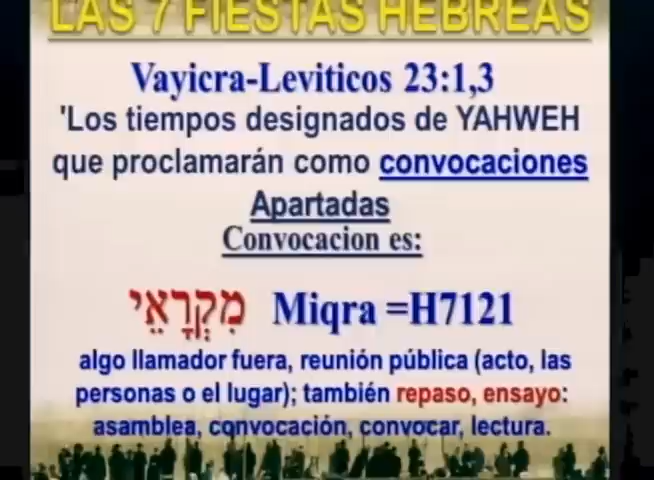 LAS 7 FIESTAS HEBREAS
Vayicra-Leviticos 23:1,3
'Los tiempos designados de YAHWEH
que proclamarán como convocaciones
Apartadas
Convocacion es:
מִקְרָאֵי Miqra =H7121
algo llamador fuera, reunión pública (acto, las
personas o el lugar); también repaso, ensayo:
asamblea, convocación, convocar, lectura.